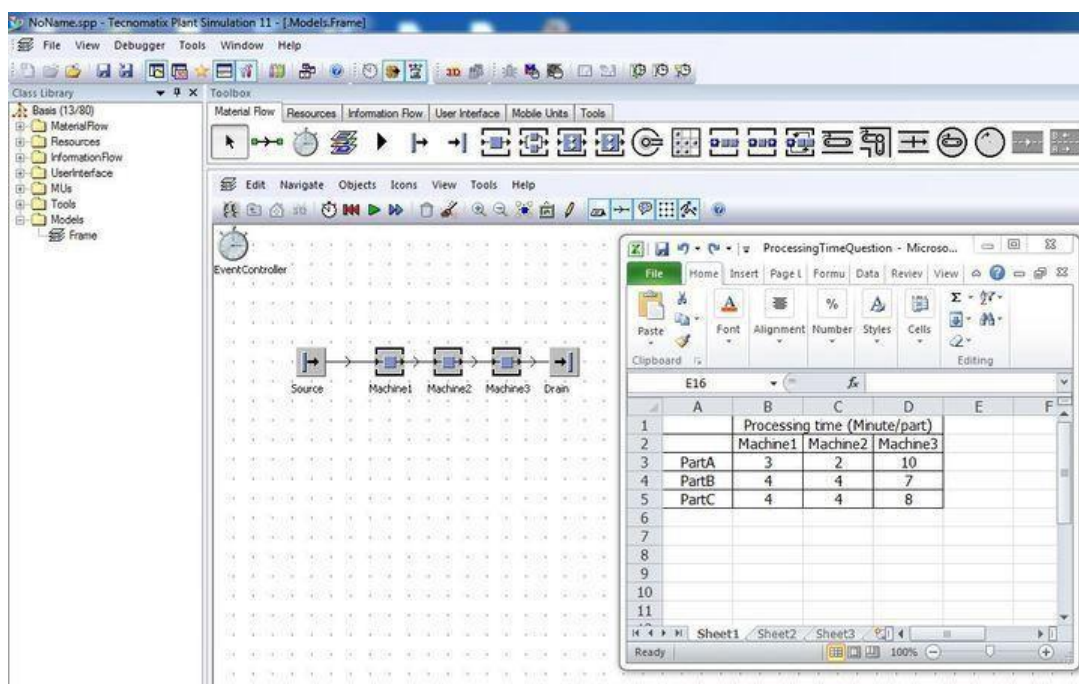 NoName.spp - Tecnomatix Plant Simulation 11 - [.Models.Frame]
File View Debugger Tools Window Help
Class Library
Toolbox
Basis (13/80)
MaterialFlow
Resources
InformationFlow
UserInterface
MUs
Tools
Models
Frame
Material Flow Resources Information Flow User Interface Mobile Units Tools
Edit Navigate Objects Icons View Tools Help
EventController
Source Machine1 Machine2 Machine3 Drain
ProcessingTimeQuestion - Microso...
File Home Insert Page L Formu Data Review View
Paste Font Alignment Number Styles Cells
Clipboard Editing
E16 fx
A B C D E F
1 Processing time (Minute/part)
2 Machine1 Machine2 Machine3
3 PartA 3 2 10
4 PartB 4 4 7
5 PartC 4 4 8
6
7
8
9
10
11
Sheet1 Sheet2 Sheet3
Ready 100%